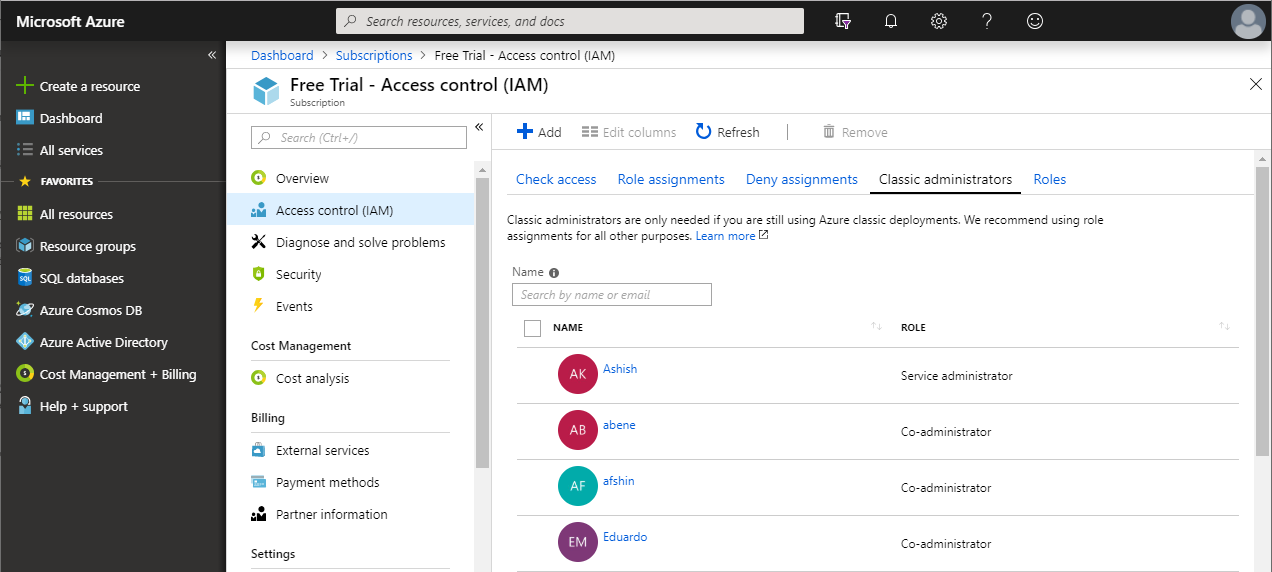 Microsoft Azure
Search resources, services, and docs
Create a resource
Dashboard
All services
FAVORITES
All resources
Resource groups
SQL databases
Azure Cosmos DB
Azure Active Directory
Cost Management + Billing
Help + support
Dashboard > Subscriptions > Free Trial - Access control (IAM)
Free Trial - Access control (IAM)
Subscription
Search (Ctrl+/)
Overview
Access control (IAM)
Diagnose and solve problems
Security
Events
Cost Management
Cost analysis
Billing
External services
Payment methods
Partner information
Settings
Add Edit columns Refresh Remove
Check access Role assignments Deny assignments Classic administrators Roles
Classic administrators are only needed if you are still using Azure classic deployments. We recommend using role
assignments for all other purposes. Learn more
Name
Search by name or email
NAME ROLE
AK Ashish Service administrator
AB abene Co-administrator
AF afshin Co-administrator
EM Eduardo Co-administrator